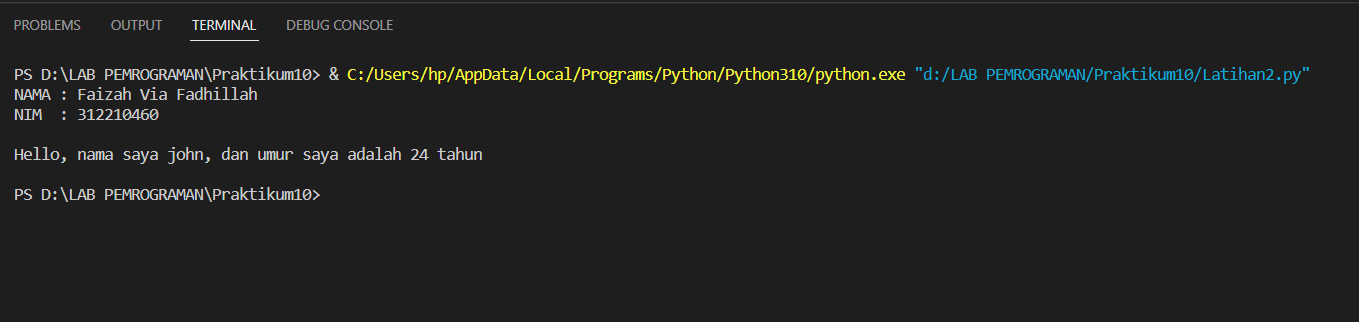 PROBLEMS OUTPUT TERMINAL DEBUG CONSOLE
PS D:\LAB PEMROGRAMAN\Praktikum10> & C:/Users/hp/AppData/Local/Programs/Python/Python310/python.exe "d:/LAB PEMROGRAMAN/Praktikum10/Latihan2.py"
NAMA : Faizah Via Fadhillah
NIM  : 312210460
Hello, nama saya john, dan umur saya adalah 24 tahun
PS D:\LAB PEMROGRAMAN\Praktikum10>